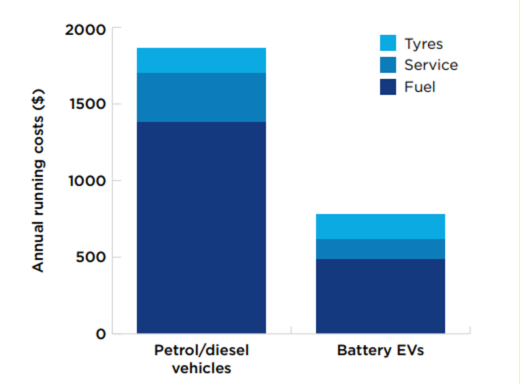 2000
1500
1000
500
0
Annual running costs ($)
Tyres
Service
Fuel
Petrol/diesel
vehicles
Battery EVs